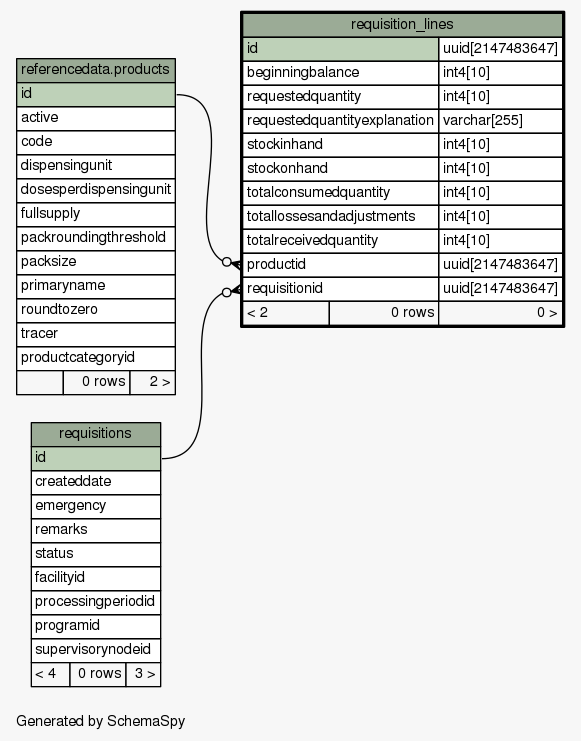 requisition_lines
id uuid[2147483647]
beginningbalance int4[10]
requestedquantity int4[10]
requestedquantityexplanation varchar[255]
stockinhand int4[10]
stockonhand int4[10]
totalconsumedquantity int4[10]
totallossesandadjustments int4[10]
totalreceivedquantity int4[10]
productid uuid[2147483647]
requisitionid uuid[2147483647]
< 2 0 rows 0 >
referencedata.products
id
active
code
dispensingunit
dosesperdispensingunit
fullsupply
packroundingthreshold
packsize
primaryname
roundtozero
tracer
productcategoryid
0 rows 2 >
requisitions
id
createddate
emergency
remarks
status
facilityid
processingperiodid
programid
supervisorynodeid
< 4 0 rows 3 >
Generated by SchemaSpy